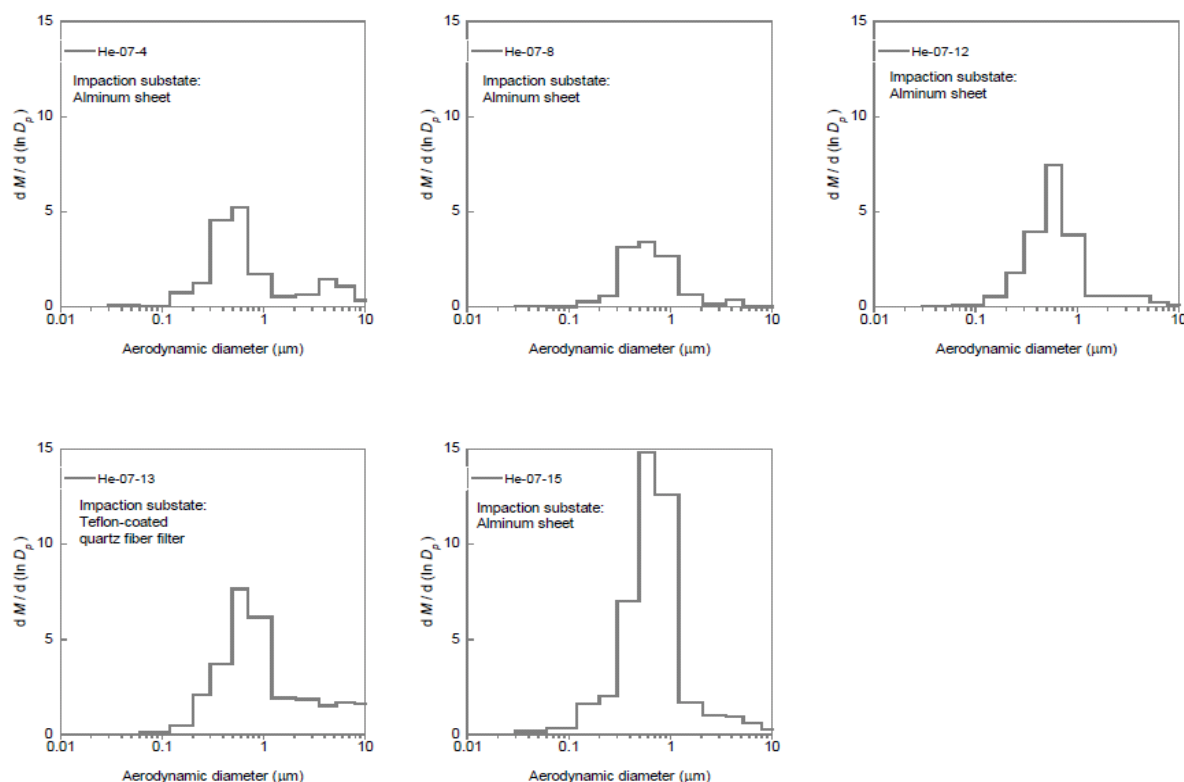 15
He-07-4
Impaction substate:
Alminum sheet
10
5
0
d M / d (ln Dp)
0.01
0.1
1
10
Aerodynamic diameter (μm)
15
He-07-8
Impaction substate:
Alminum sheet
10
5
0
d M / d (ln Dp)
0.01
0.1
1
10
Aerodynamic diameter (μm)
15
He-07-12
Impaction substate:
Alminum sheet
10
5
0
d M / d (ln Dp)
0.01
0.1
1
10
Aerodynamic diameter (μm)
15
He-07-13
Impaction substate:
Teflon-coated
quartz fiber filter
10
5
0
d M / d (ln Dp)
0.01
0.1
1
10
Aerodynamic diameter (μm)
15
He-07-15
Impaction substate:
Alminum sheet
10
5
0
d M / d (ln Dp)
0.01
0.1
1
10
Aerodynamic diameter (μm)